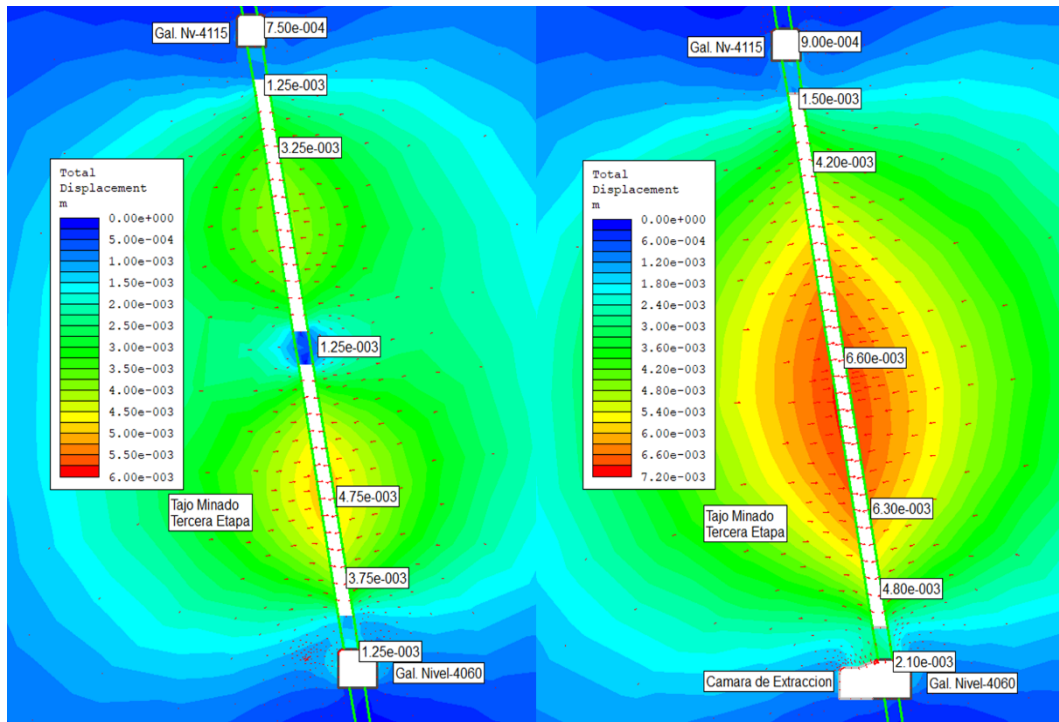 Gal. Nv-4115
7.50e-004
1.25e-003
3.25e-003
Total
Displacement
m
0.00e+000
5.00e-004
1.00e-003
1.50e-003
2.00e-003
2.50e-003
3.00e-003
3.50e-003
4.00e-003
4.50e-003
5.00e-003
5.50e-003
6.00e-003
1.25e-003
Tajo Minado
Tercera Etapa
4.75e-003
3.75e-003
1.25e-003
Gal. Nivel-4060
Gal. Nv-4115
9.00e-004
1.50e-003
4.20e-003
Total
Displacement
m
0.00e+000
6.00e-004
1.20e-003
1.80e-003
2.40e-003
3.00e-003
3.60e-003
4.20e-003
4.80e-003
5.40e-003
6.00e-003
6.60e-003
7.20e-003
6.60e-003
Tajo Minado
Tercera Etapa
6.30e-003
4.80e-003
2.10e-003
Camara de Extraccion
Gal. Nivel-4060